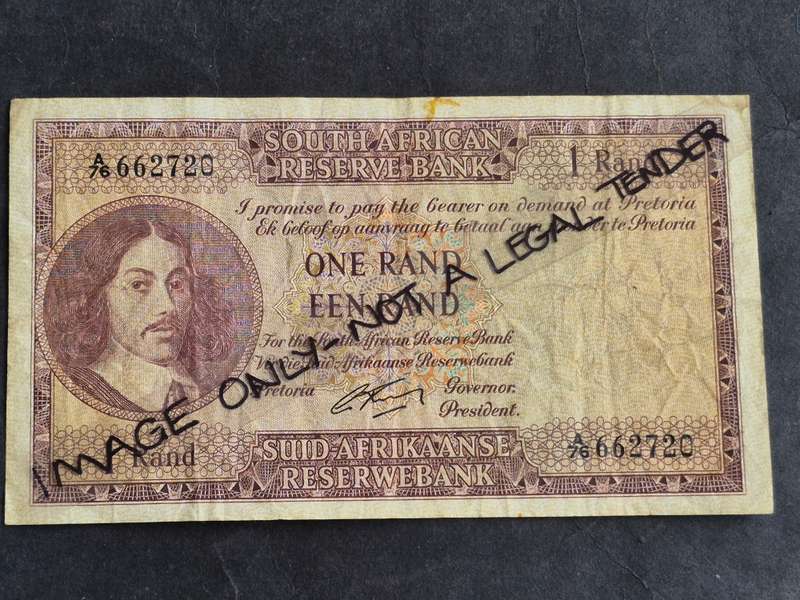 SOUTH AFRICAN
RESERVE BANK
A/76 662720
1 Rand
I promise to pay the bearer on demand at Pretoria
Ek beloof op aanvraag te betaal aan te Pretoria
ONE RAND
EEN RAND
For the South African Reserve Bank
Vir die Suid-Afrikaanse Reserwebank
Pretoria
Governor.
President.
Rand
A/76 662720
SUID-AFRIKAANSE
RESERWEBANK
IMAGE ONLY - NOT A LEGAL TENDER